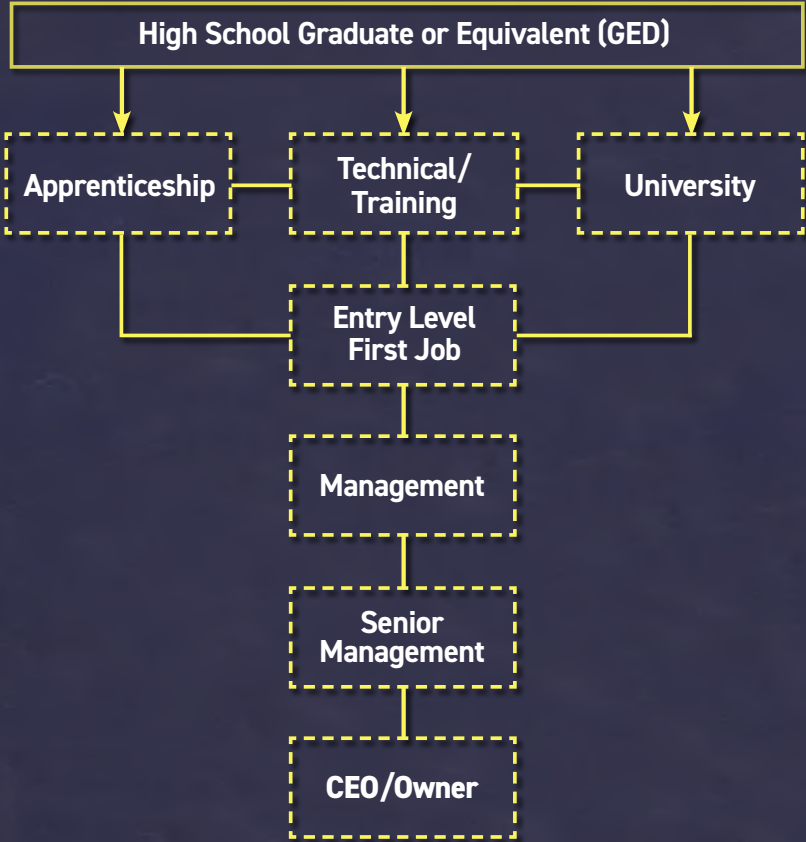 High School Graduate or Equivalent (GED)
Apprenticeship
Technical/
Training
University
Entry Level
First Job
Management
Senior
Management
CEO/Owner